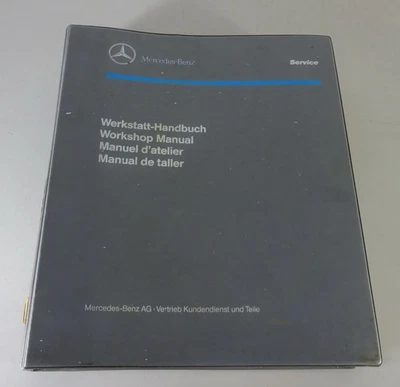 Mercedes-Benz Service
Werkstatt-Handbuch
Workshop Manual
Manuel d'atelier
Manual de taller
Mercedes-Benz AG · Vertrieb Kundendienst und Teile